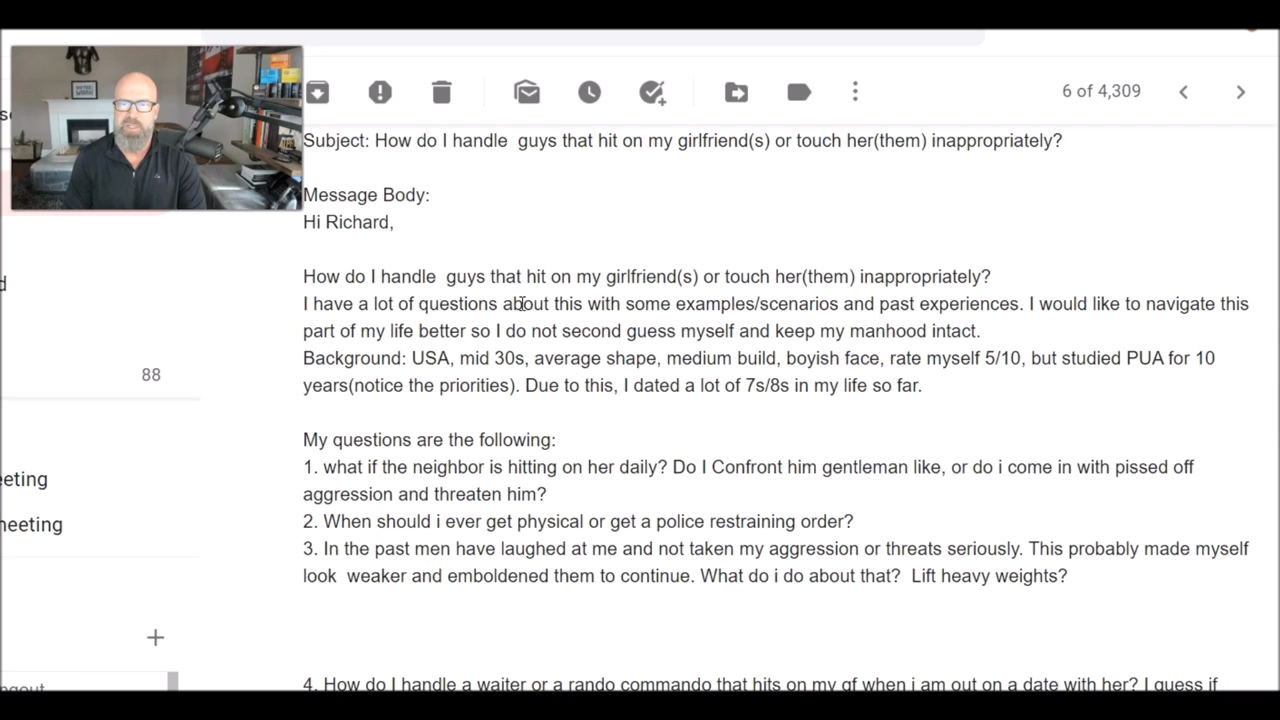 6 of 4,309
Subject: How do I handle  guys that hit on my girlfriend(s) or touch her(them) inappropriately?
Message Body:
Hi Richard,
How do I handle  guys that hit on my girlfriend(s) or touch her(them) inappropriately?
I have a lot of questions about this with some examples/scenarios and past experiences. I would like to navigate this
part of my life better so I do not second guess myself and keep my manhood intact.
Background: USA, mid 30s, average shape, medium build, boyish face, rate myself 5/10, but studied PUA for 10
88
years(notice the priorities). Due to this, I dated a lot of 7s/8s in my life so far.
My questions are the following:
1. what if the neighbor is hitting on her daily? Do I Confront him gentleman like, or do i come in with pissed off
eeting
aggression and threaten him?
2. When should i ever get physical or get a police restraining order?
neeting
3. In the past men have laughed at me and not taken my aggression or threats seriously. This probably made myself
look  weaker and emboldened them to continue. What do i do about that?  Lift heavy weights?
4. How do I handle a waiter or a rando commando that hits on my gf when i am out on a date with her? I guess if